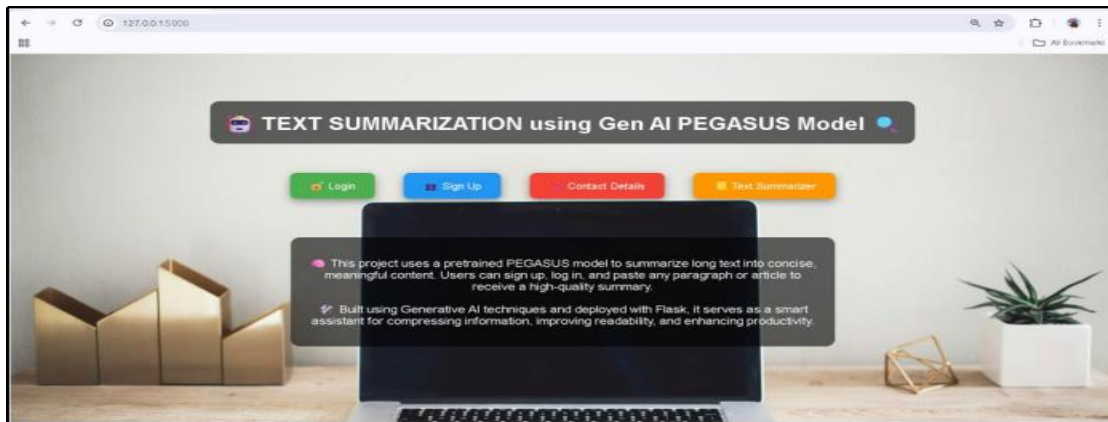 127.0.0.1:5000
All Bookmarks
TEXT SUMMARIZATION using Gen AI PEGASUS Model
Login
Sign Up
Contact Details
Text Summarizer
This project uses a pretrained PEGASUS model to summarize long text into concise,
meaningful content. Users can sign up, log in, and paste any paragraph or article to
receive a high-quality summary.
Built using Generative AI techniques and deployed with Flask, it serves as a smart
assistant for compressing information, improving readability, and enhancing productivity.